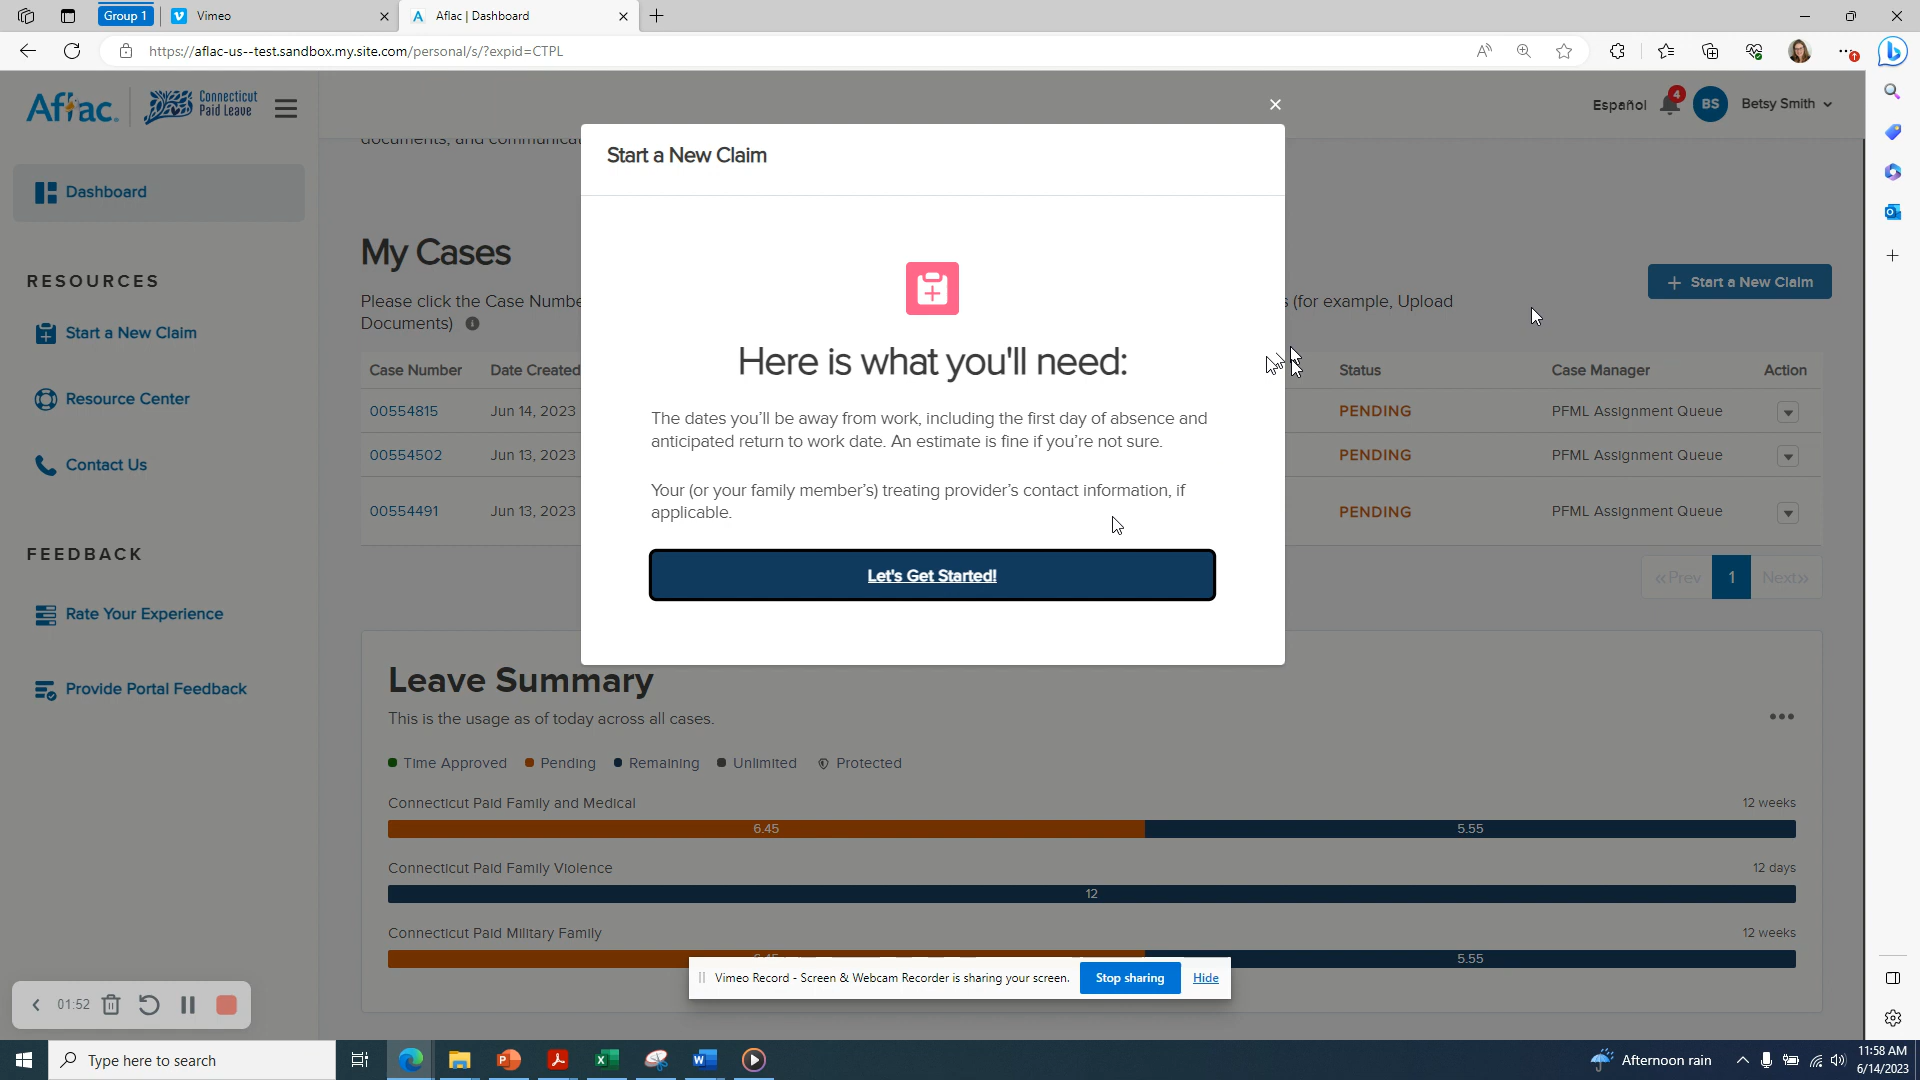 Group 1
Vimeo
Aflac | Dashboard
https://aflac-us--test.sandbox.my.site.com/personal/s/?expid=CTPL
Aflac
Connecticut
Paid Leave
Español
4
BS
Betsy Smith
Dashboard
RESOURCES
Start a New Claim
Resource Center
Contact Us
FEEDBACK
Rate Your Experience
Provide Portal Feedback
My Cases
Start a New Claim
Please click the Case Numbe
s (for example, Upload
Documents)
Case Number Date Created Status Case Manager Action
00554815 Jun 14, 2023 PENDING PFML Assignment Queue
00554502 Jun 13, 2023 PENDING PFML Assignment Queue
00554491 Jun 13, 2023 PENDING PFML Assignment Queue
«Prev 1 Next»
Start a New Claim
Here is what you'll need:
The dates you'll be away from work, including the first day of absence and
anticipated return to work date. An estimate is fine if you're not sure.
Your (or your family member's) treating provider's contact information, if
applicable.
Let's Get Started!
Leave Summary
This is the usage as of today across all cases.
Time Approved Pending Remaining Unlimited Protected
Connecticut Paid Family and Medical 12 weeks
6.45 5.55
Connecticut Paid Family Violence 12 days
12
Connecticut Paid Military Family 12 weeks
5.55
Vimeo Record - Screen & Webcam Recorder is sharing your screen. Stop sharing Hide
01:52
Type here to search
Afternoon rain
11:58 AM
6/14/2023